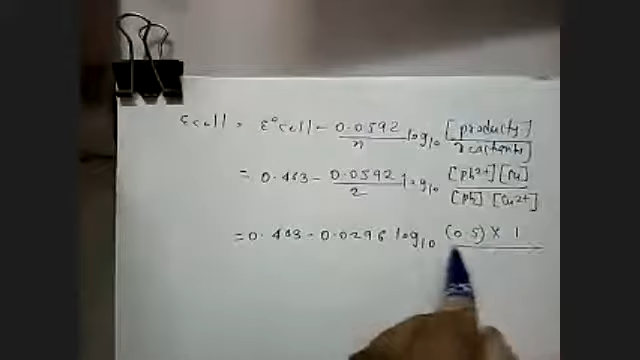 Ecell = E°cell - 0.0592/n log10 [product]/[reactants]
= 0.463 - 0.0592/2 log10 [pb2+][cu]/[pb][cu2+]
= 0.463 - 0.0296 log10 (0.5) × 1